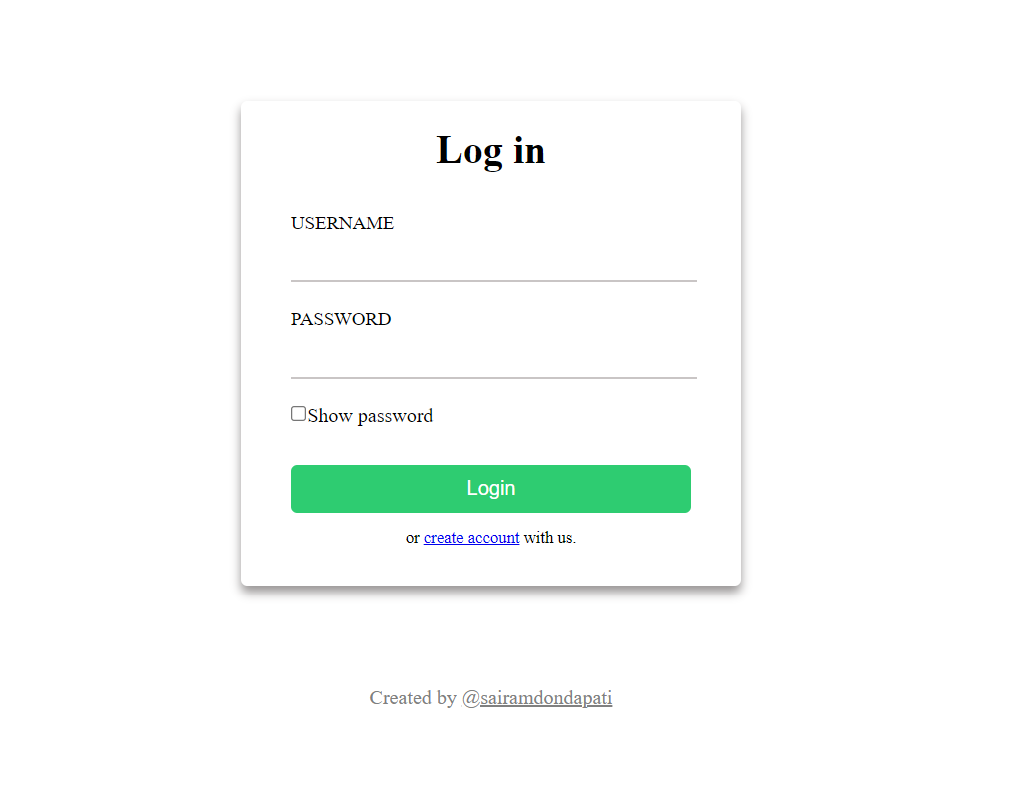 Log in
USERNAME
PASSWORD
Show password
Login
or create account with us.
Created by @sairamdondapati